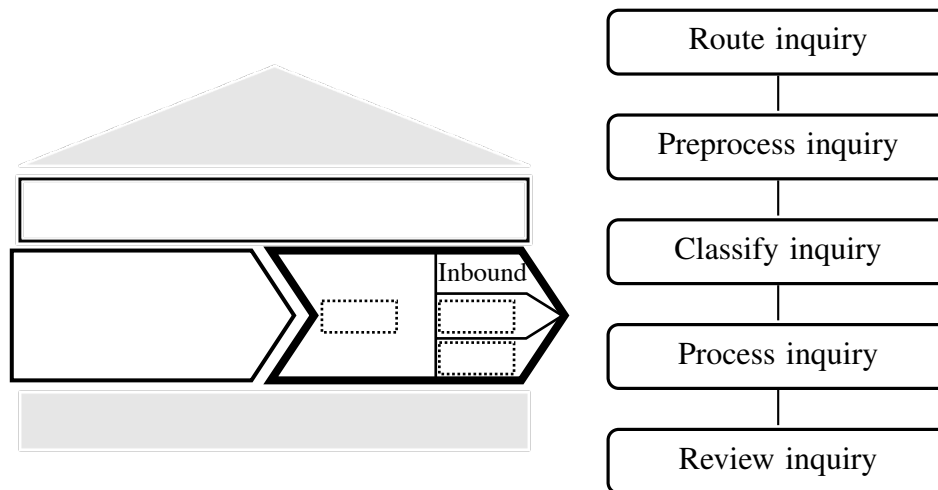 Inbound
Route inquiry
Preprocess inquiry
Classify inquiry
Process inquiry
Review inquiry